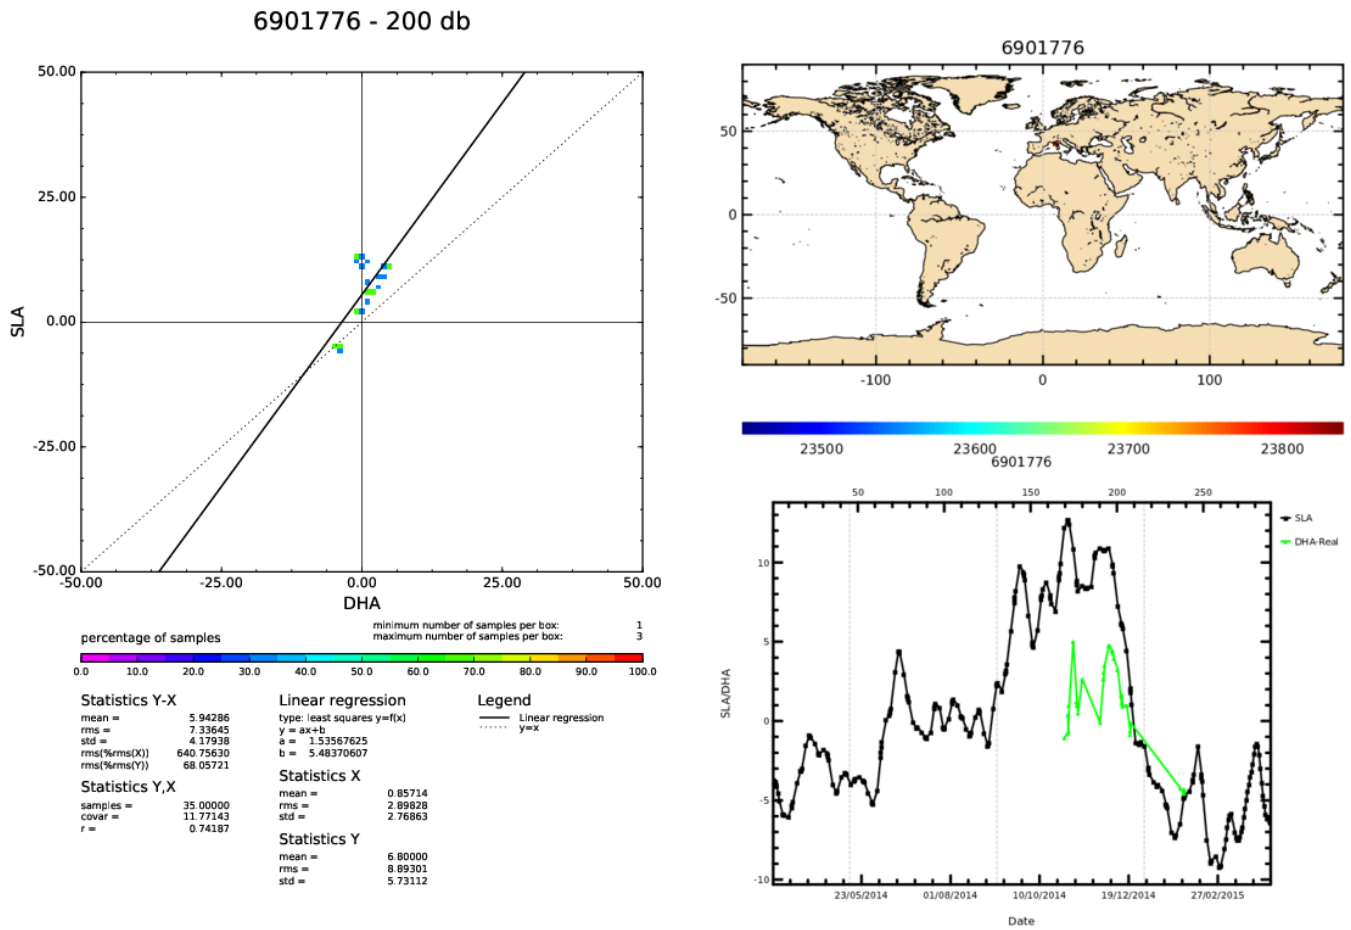 6901776 - 200 db
50.00
25.00
0.00
-25.00
-50.00
SLA
-50.00 -25.00 0.00 25.00 50.00
DHA
minimum number of samples per box: 1
maximum number of samples per box: 3
percentage of samples
0.0 10.0 20.0 30.0 40.0 50.0 60.0 70.0 80.0 90.0 100.0
Statistics Y-X
mean = 5.94286
rms = 7.33645
std = 4.17938
rms(%rms(X)) 640.75630
rms(%rms(Y)) 68.05721
Statistics Y,X
samples = 35.00000
covar = 11.77143
r = 0.74187
Linear regression
type: least squares y=f(x)
y = ax+b
a = 1.53567625
b = 5.48370607
Statistics X
mean = 0.85714
rms = 2.89828
std = 2.76863
Statistics Y
mean = 6.80000
rms = 8.89301
std = 5.73112
Legend
Linear regression
y=x
6901776
50
0
-50
-100 0 100
23500 23600 23700 23800
6901776
50 100 150 200 250
10
5
0
-5
-10
SLA/DHA
23/05/2014 01/08/2014 10/10/2014 19/12/2014 27/02/2015
Date
SLA
DHA-Real